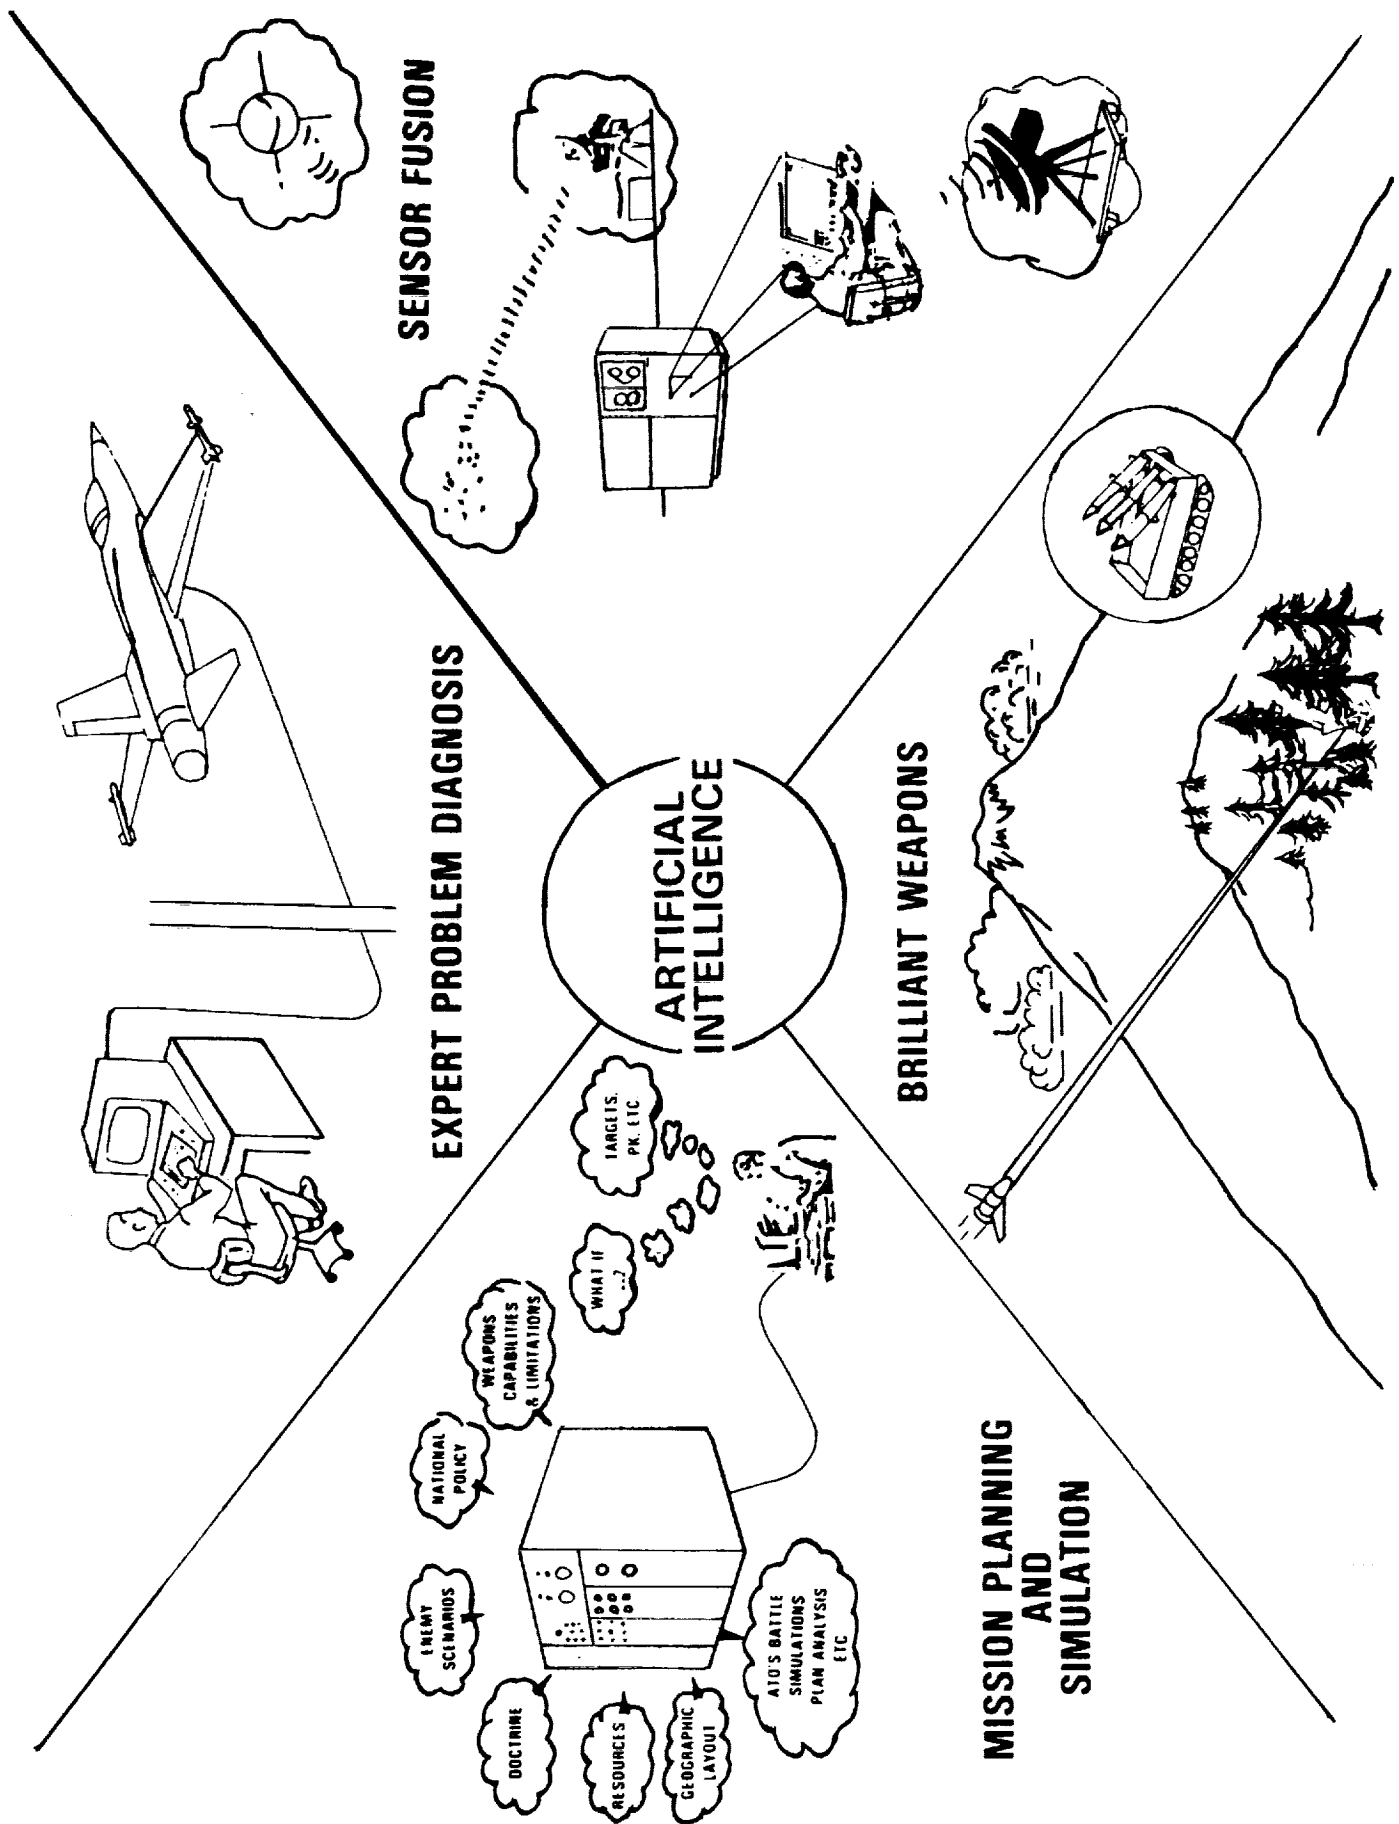 EXPERT PROBLEM DIAGNOSIS
SENSOR FUSION
ARTIFICIAL
INTELLIGENCE
ENEMY
SCENARIOS
NATIONAL
POLICY
WEAPONS
CAPABILITIES
& LIMITATIONS
DOCTRINE
RESOURCES
GEOGRAPHIC
LAYOUT
WHAT IF
...?
TARGETS,
PK, ETC
ATO'S BATTLE
SIMULATIONS
PLAN ANALYSIS
ETC
MISSION PLANNING
AND
SIMULATION
BRILLIANT WEAPONS